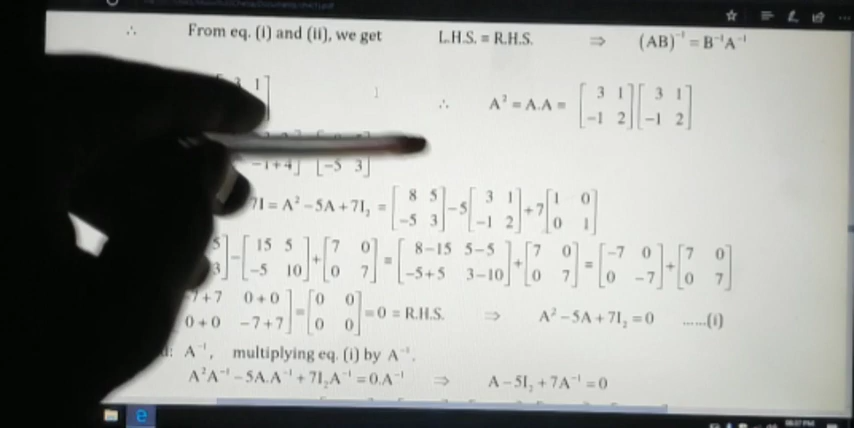 ∴ From eq. (i) and (ii), we get L.H.S. = R.H.S. ⇒ (AB)⁻¹ = B⁻¹A⁻¹
3 1] ∴ A² = A.A = [3 1; -1 2][3 1; -1 2]
-1+4] [-5 3]
7I = A² - 5A + 7I₂ = [8 5; -5 3] - 5[3 1; -1 2] + 7[1 0; 0 1]
5; 3] - [15 5; -5 10] + [7 0; 0 7] = [8-15 5-5; -5+5 3-10] + [7 0; 0 7] = [-7 0; 0 -7] + [7 0; 0 7]
7+7 0+0; 0+0 -7+7] = [0 0; 0 0] = 0 = R.H.S. ⇒ A² - 5A + 7I₂ = 0 ......(i)
: A⁻¹, multiplying eq. (i) by A⁻¹,
A²A⁻¹ - 5A.A⁻¹ + 7I₂A⁻¹ = 0.A⁻¹ ⇒ A - 5I₂ + 7A⁻¹ = 0